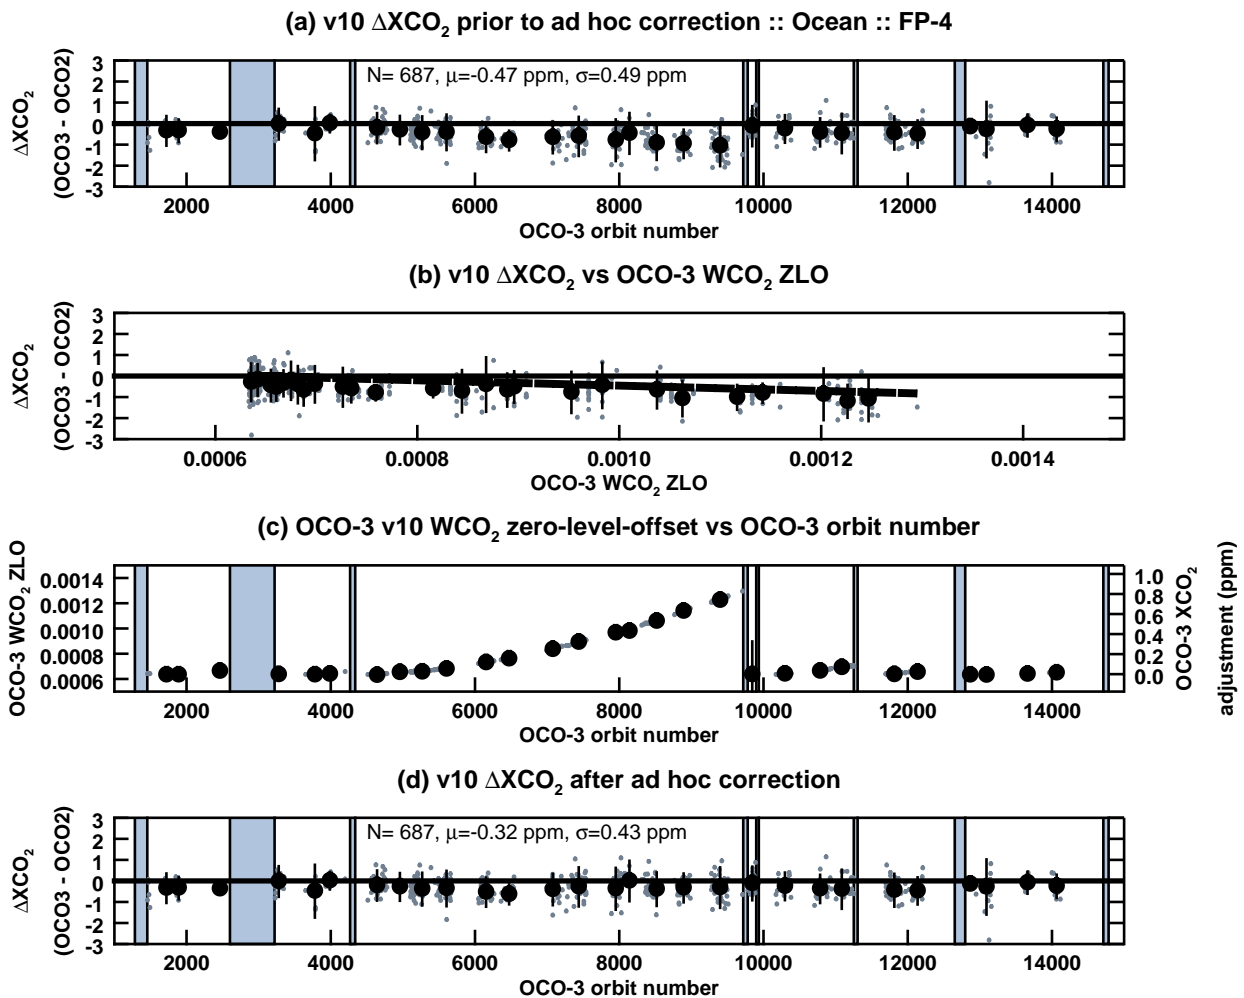 (a) v10 ΔXCO₂ prior to ad hoc correction :: Ocean :: FP-4
N= 687, μ=-0.47 ppm, σ=0.49 ppm
ΔXCO₂
(OCO3 - OCO2)
3
2
1
0
-1
-2
-3
2000 4000 6000 8000 10000 12000 14000
OCO-3 orbit number
(b) v10 ΔXCO₂ vs OCO-3 WCO₂ ZLO
ΔXCO₂
(OCO3 - OCO2)
3
2
1
0
-1
-2
-3
0.0006 0.0008 0.0010 0.0012 0.0014
OCO-3 WCO₂ ZLO
(c) OCO-3 v10 WCO₂ zero-level-offset vs OCO-3 orbit number
OCO-3 WCO₂ ZLO
0.0014
0.0012
0.0010
0.0008
0.0006
1.0
0.8
0.6
0.4
0.2
0.0
OCO-3 XCO₂
adjustment (ppm)
2000 4000 6000 8000 10000 12000 14000
OCO-3 orbit number
(d) v10 ΔXCO₂ after ad hoc correction
N= 687, μ=-0.32 ppm, σ=0.43 ppm
ΔXCO₂
(OCO3 - OCO2)
3
2
1
0
-1
-2
-3
2000 4000 6000 8000 10000 12000 14000
OCO-3 orbit number